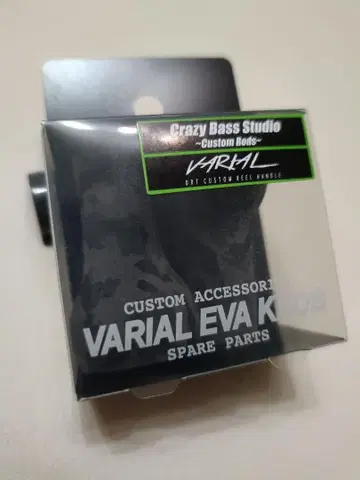 Crazy Bass Studio
~Custom Rods~
VARIAL
DRT CUSTOM REEL HANDLE
CUSTOM ACCESSORI
VARIAL EVA K
SPARE PARTS